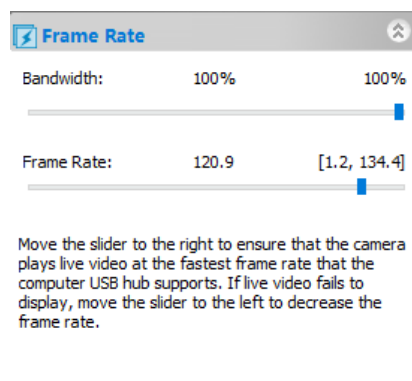 Frame Rate
Bandwidth: 100% 100%
Frame Rate: 120.9 [1.2, 134.4]
Move the slider to the right to ensure that the camera
plays live video at the fastest frame rate that the
computer USB hub supports. If live video fails to
display, move the slider to the left to decrease the
frame rate.